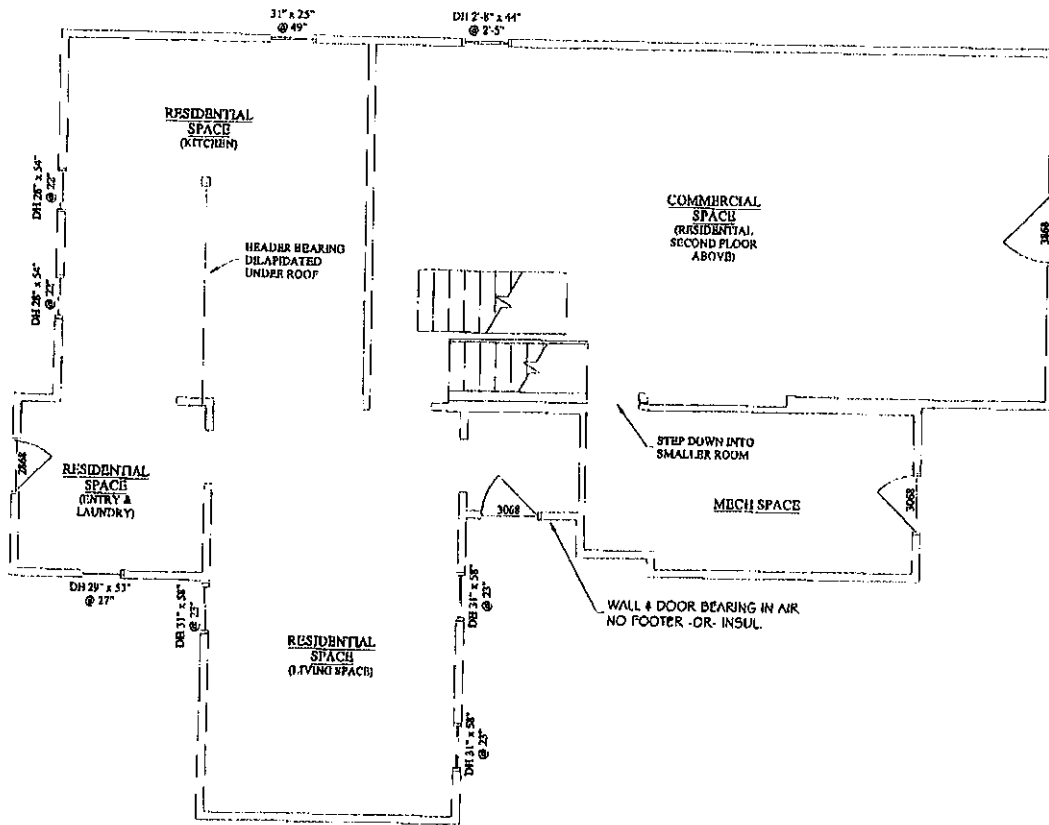 31" x 25"
@ 49"
DH 2'-8" x 44"
@ 2'-5"
RESIDENTIAL
SPACE
(KITCHEN)
DH 28" x 54"
@ 22"
DH 28" x 54"
@ 22"
HEADER BEARING
DILAPIDATED
UNDER ROOF
COMMERCIAL
SPACE
(RESIDENTIAL
SECOND FLOOR
ABOVE)
3868
STEP DOWN INTO
SMALLER ROOM
2868
RESIDENTIAL
SPACE
(ENTRY &
LAUNDRY)
3068
MECH SPACE
3068
DH 29" x 53"
@ 27"
DH 31" x 58"
@ 23"
DH 31" x 58"
@ 23"
WALL & DOOR BEARING IN AIR
NO FOOTER -OR- INSUL.
RESIDENTIAL
SPACE
(LIVING SPACE)
DH 31" x 58"
@ 23"